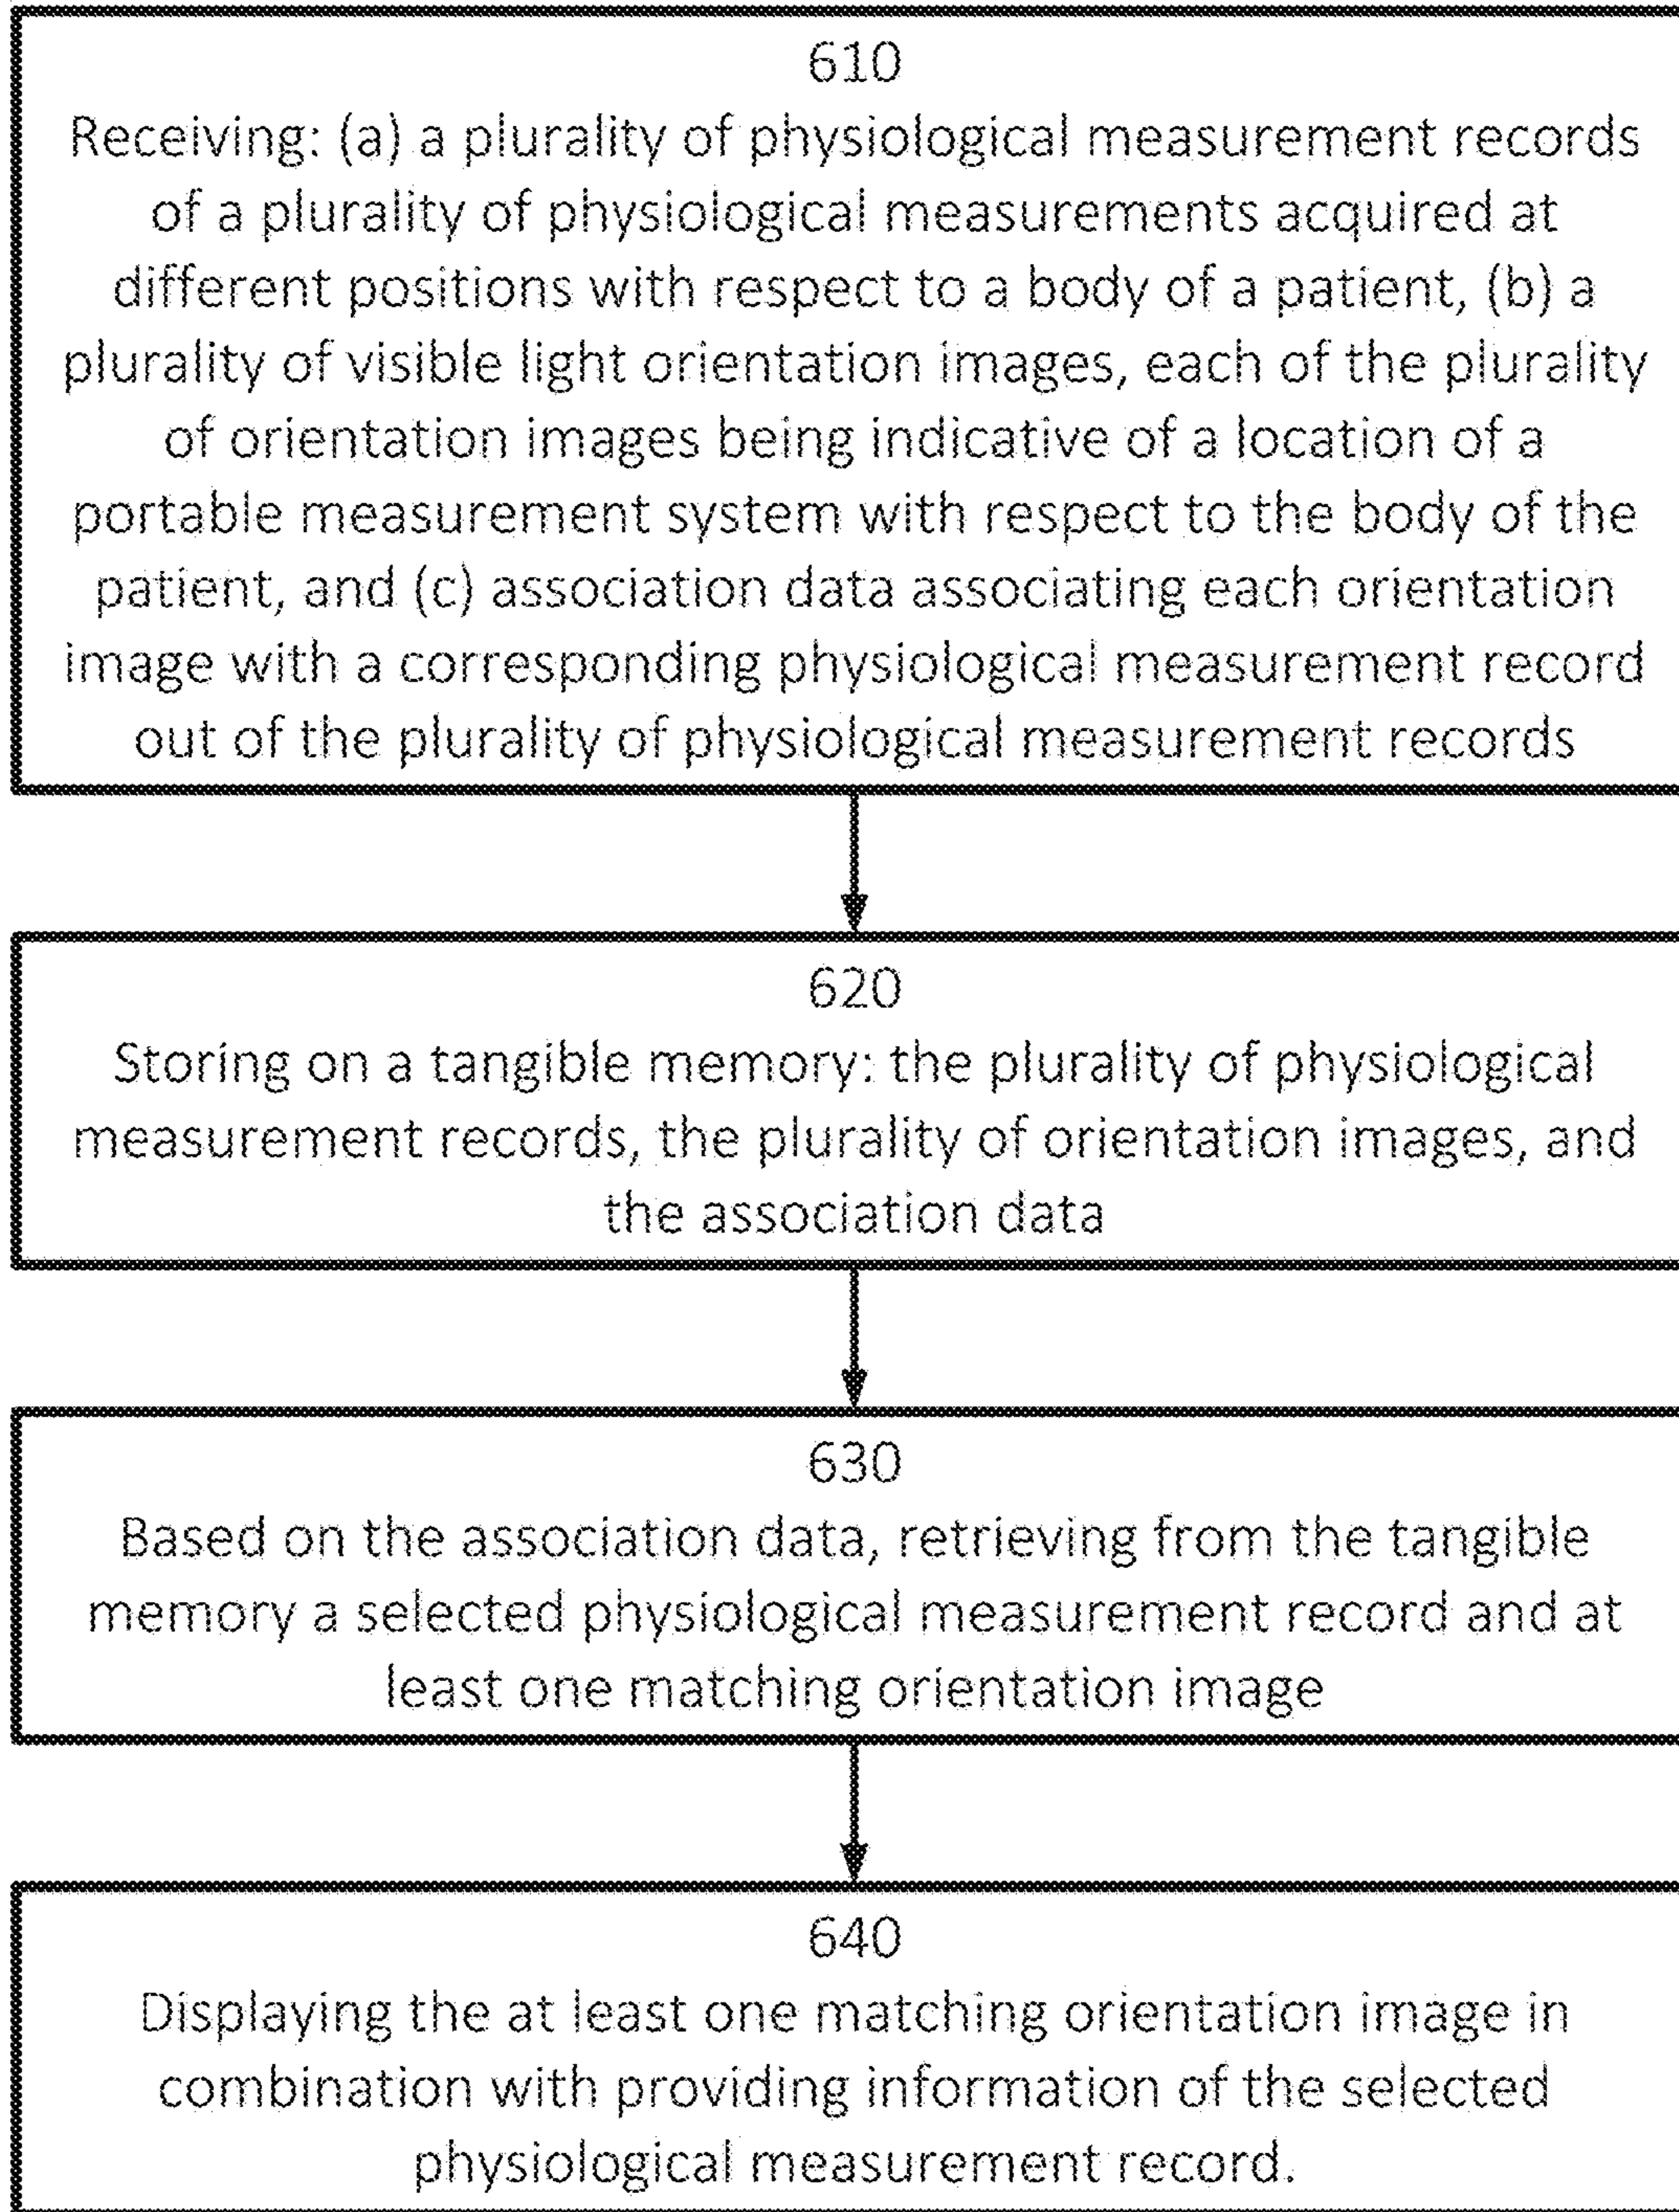 610
Receiving: (a) a plurality of physiological measurement records
of a plurality of physiological measurements acquired at
different positions with respect to a body of a patient, (b) a
plurality of visible light orientation images, each of the plurality
of orientation images being indicative of a location of a
portable measurement system with respect to the body of the
patient, and (c) association data associating each orientation
image with a corresponding physiological measurement record
out of the plurality of physiological measurement records
620
Storing on a tangible memory: the plurality of physiological
measurement records, the plurality of orientation images, and
the association data
630
Based on the association data, retrieving from the tangible
memory a selected physiological measurement record and at
least one matching orientation image
640
Displaying the at least one matching orientation image in
combination with providing information of the selected
physiological measurement record.